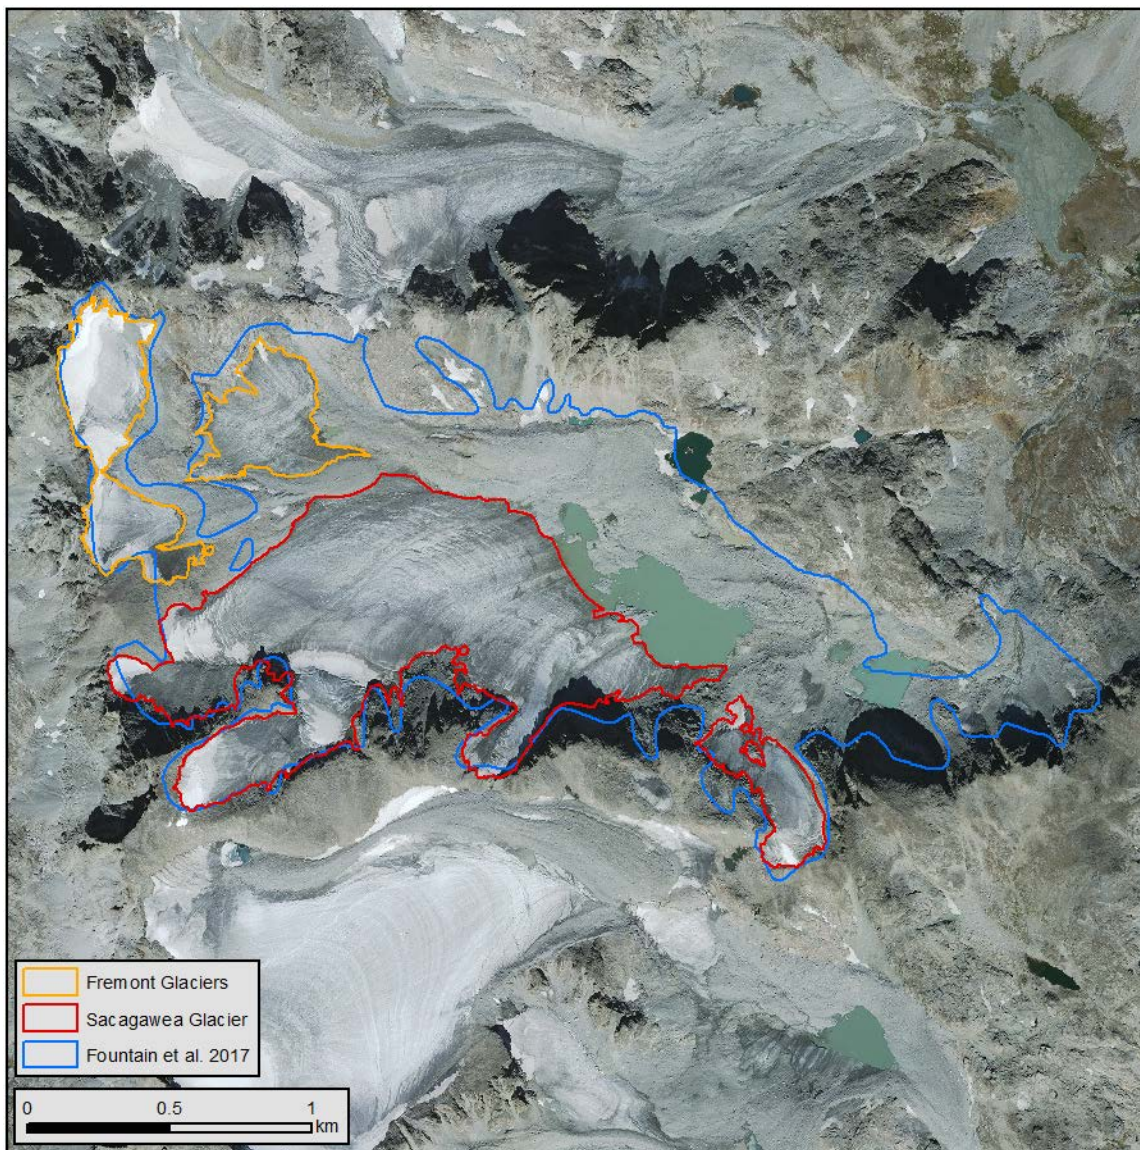 Fremont Glaciers
Sacagawea Glacier
Fountain et al. 2017
0 0.5 1
km